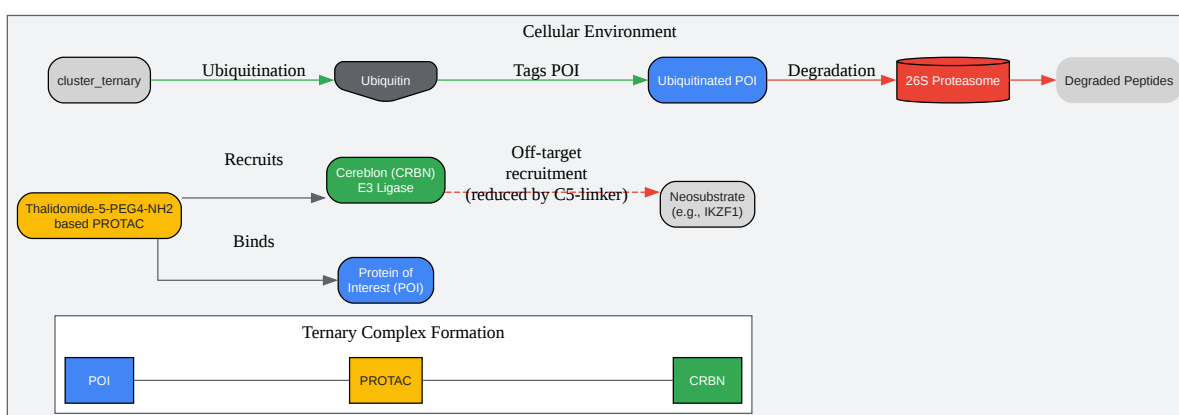 Cellular Environment
cluster_ternary
Ubiquitination
Ubiquitin
Tags POI
Ubiquitinated POI
Degradation
26S Proteasome
Degraded Peptides
Thalidomide-5-PEG4-NH2
based PROTAC
Recruits
Cereblon (CRBN)
E3 Ligase
Off-target
recruitment
(reduced by C5-linker)
Neosubstrate
(e.g., IKZF1)
Binds
Protein of
Interest (POI)
Ternary Complex Formation
POI
PROTAC
CRBN